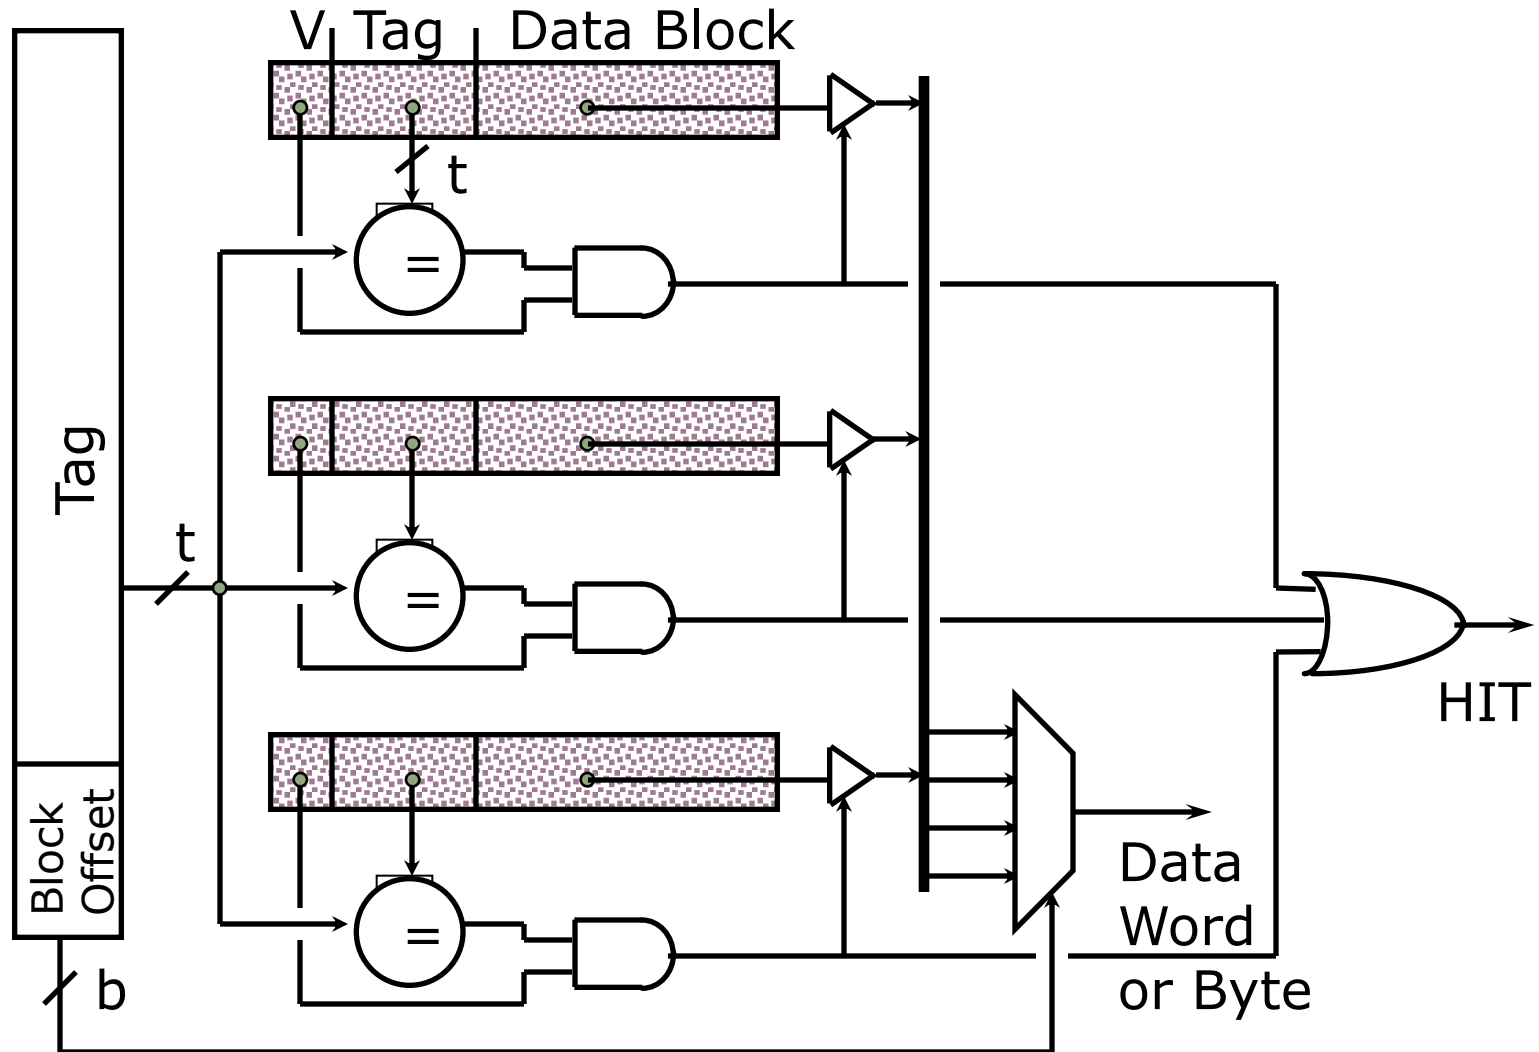 V Tag Data Block
t
=
Tag
t
=
Block
Offset
=
HIT
Data
Word
or Byte
b